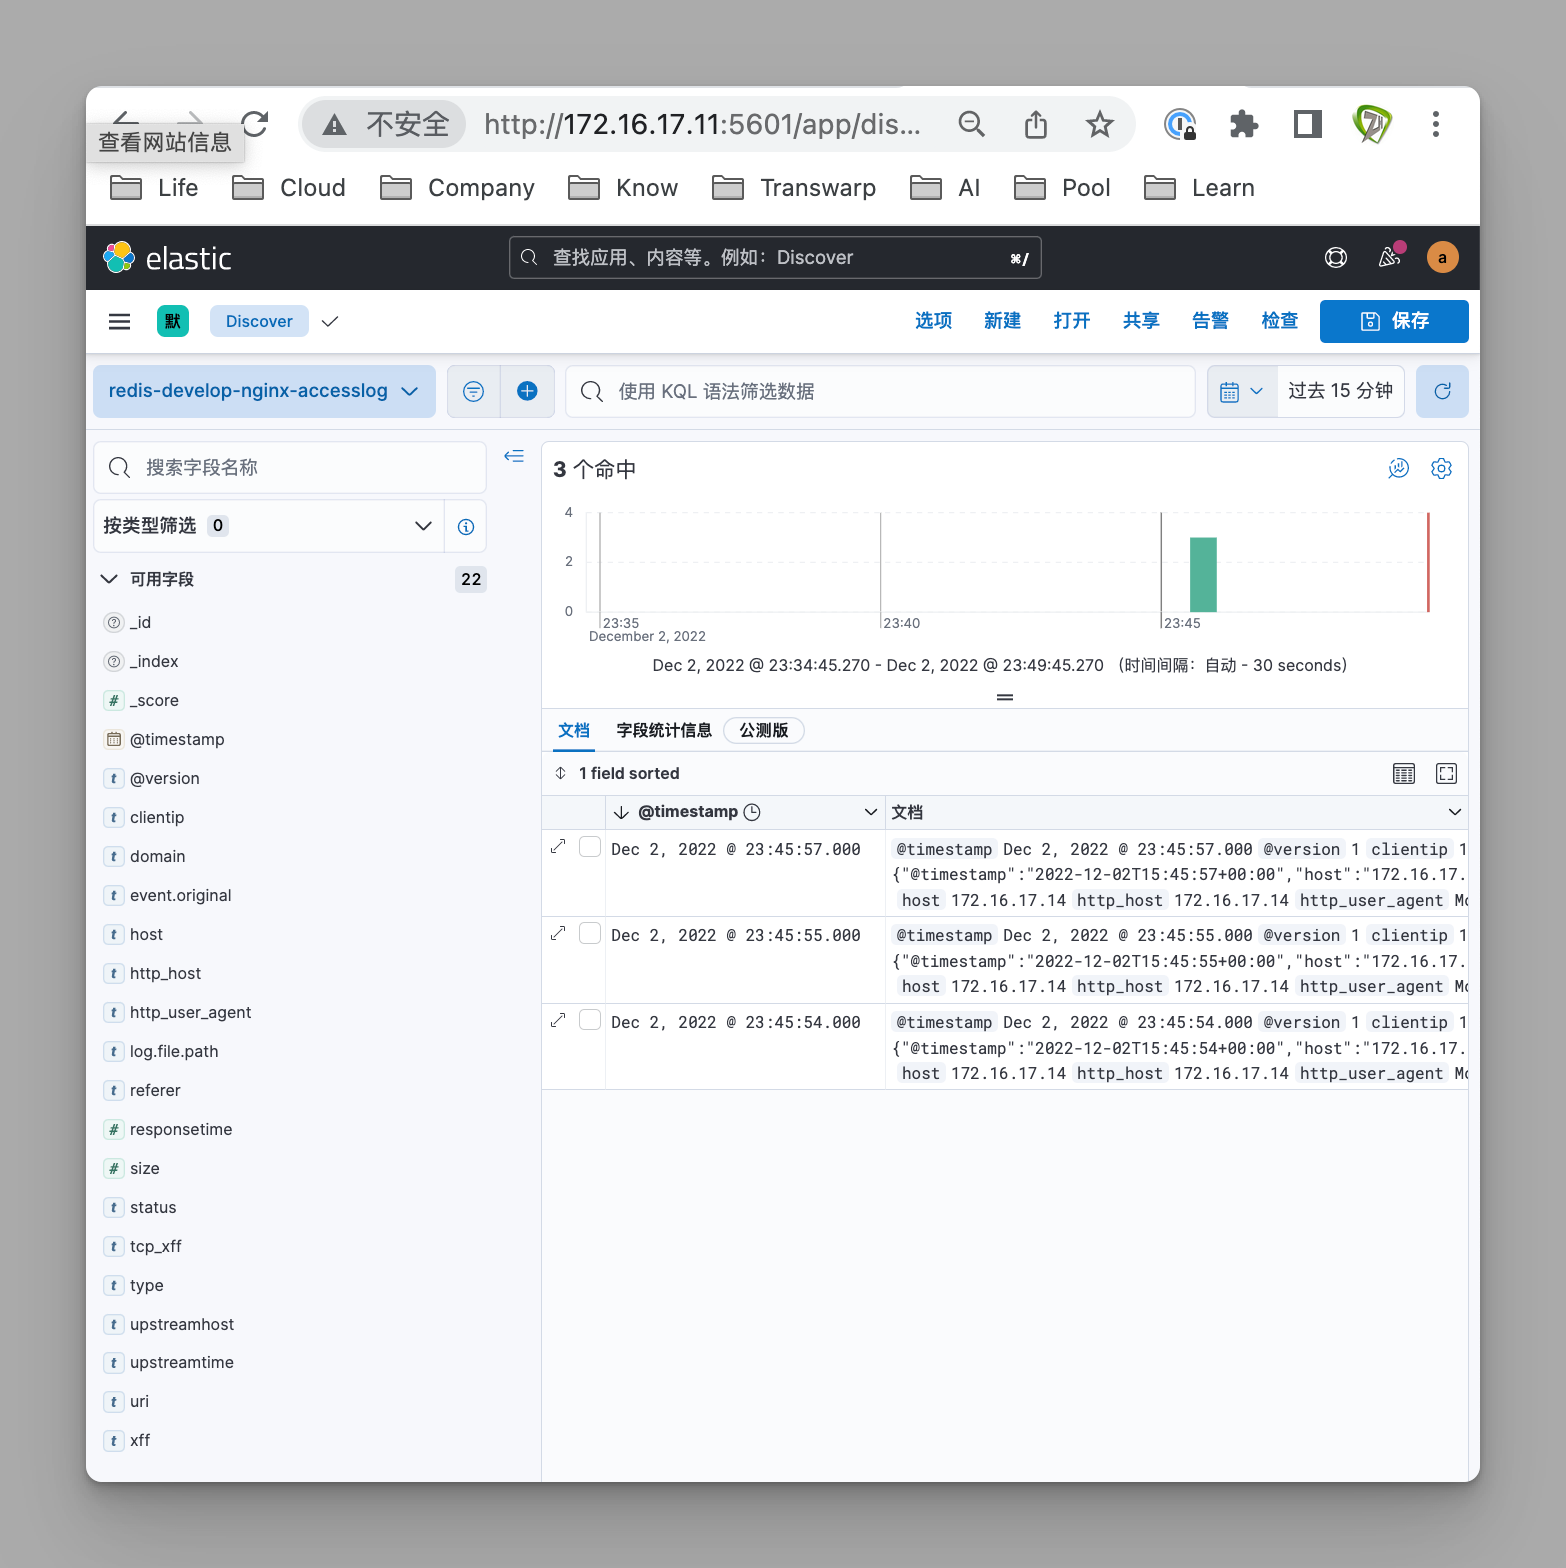 不安全 http://172.16.17.11:5601/app/dis...
查看网站信息
Life Cloud Company Know Transwarp AI Pool Learn
elastic 查找应用、内容等。例如：Discover ⌘/ a
默 Discover 选项 新建 打开 共享 告警 检查 保存
redis-develop-nginx-accesslog 使用 KQL 语法筛选数据 过去 15 分钟
搜索字段名称
按类型筛选 0
可用字段 22
_id
_index
# _score
@timestamp
t @version
t clientip
t domain
t event.original
t host
t http_host
t http_user_agent
t log.file.path
t referer
# responsetime
# size
t status
t tcp_xff
t type
t upstreamhost
t upstreamtime
t uri
t xff
3 个命中
4
2
0
23:35 23:40 23:45
December 2, 2022
Dec 2, 2022 @ 23:34:45.270 - Dec 2, 2022 @ 23:49:45.270 （时间间隔：自动 - 30 seconds）
文档 字段统计信息 公测版
1 field sorted
@timestamp 文档
Dec 2, 2022 @ 23:45:57.000 @timestamp Dec 2, 2022 @ 23:45:57.000 @version 1 clientip 1
{"@timestamp":"2022-12-02T15:45:57+00:00","host":"172.16.17.
host 172.16.17.14 http_host 172.16.17.14 http_user_agent Mo
Dec 2, 2022 @ 23:45:55.000 @timestamp Dec 2, 2022 @ 23:45:55.000 @version 1 clientip 1
{"@timestamp":"2022-12-02T15:45:55+00:00","host":"172.16.17.
host 172.16.17.14 http_host 172.16.17.14 http_user_agent Mo
Dec 2, 2022 @ 23:45:54.000 @timestamp Dec 2, 2022 @ 23:45:54.000 @version 1 clientip 1
{"@timestamp":"2022-12-02T15:45:54+00:00","host":"172.16.17.
host 172.16.17.14 http_host 172.16.17.14 http_user_agent Mo